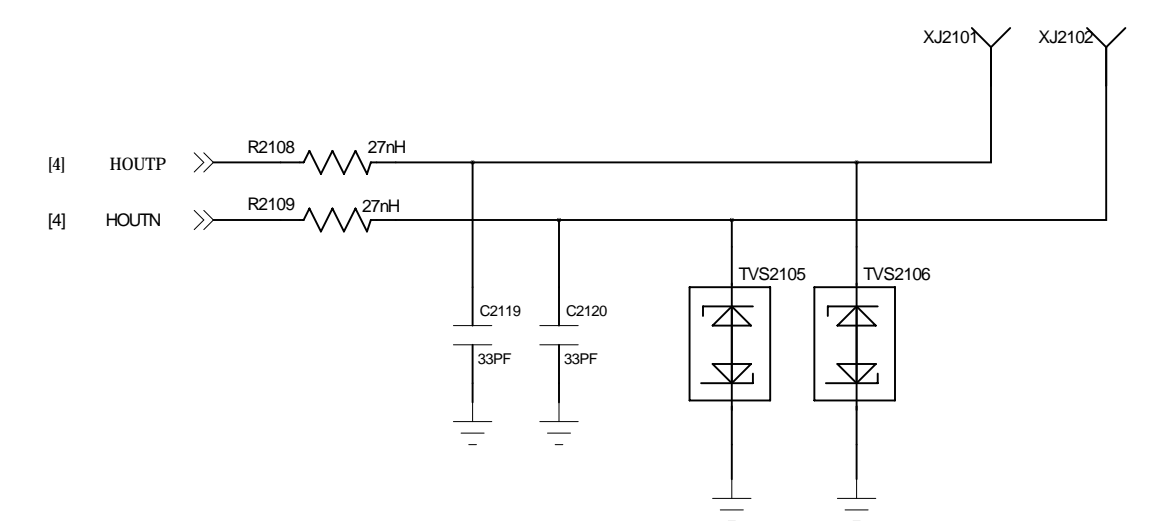 XJ2101 XJ2102
R2108 27nH
[4] HOUTP
R2109 27nH
[4] HOUTN
TVS2105 TVS2106
C2119 C2120
33PF 33PF